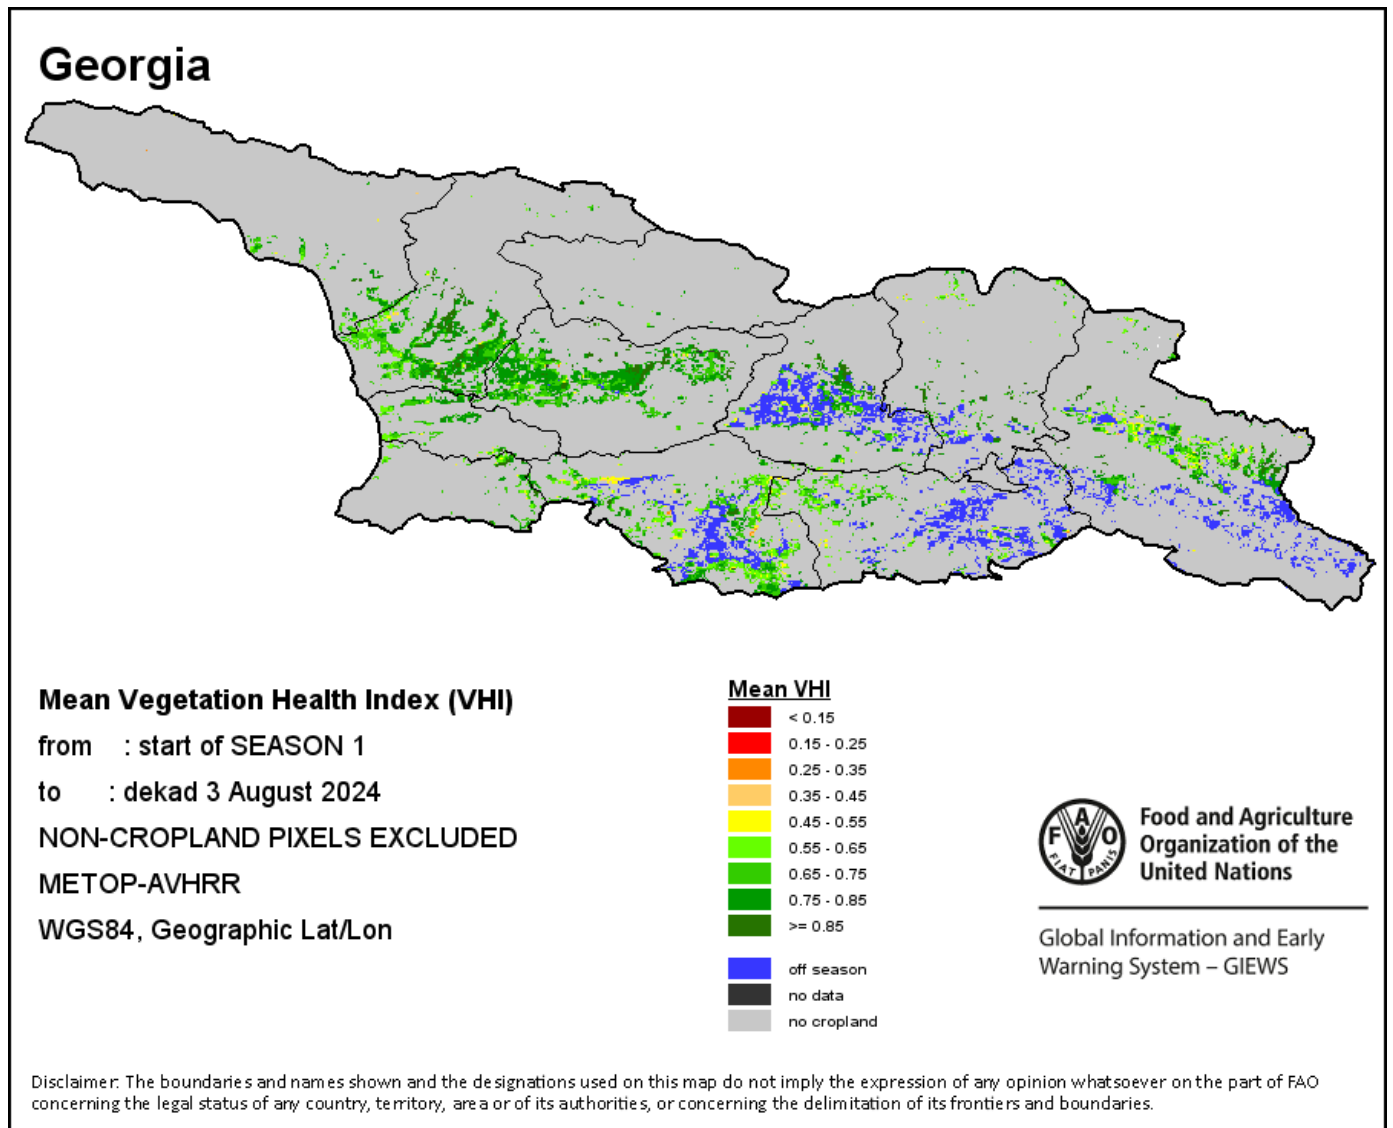 Georgia
Mean Vegetation Health Index (VHI)
from : start of SEASON 1
to : dekad 3 August 2024
NON-CROPLAND PIXELS EXCLUDED
METOP-AVHRR
WGS84, Geographic Lat/Lon
Mean VHI
< 0.15
0.15 - 0.25
0.25 - 0.35
0.35 - 0.45
0.45 - 0.55
0.55 - 0.65
0.65 - 0.75
0.75 - 0.85
>= 0.85
off season
no data
no cropland
F A O
FIAT PANIS
Food and Agriculture
Organization of the
United Nations
Global Information and Early
Warning System – GIEWS
Disclaimer: The boundaries and names shown and the designations used on this map do not imply the expression of any opinion whatsoever on the part of FAO
concerning the legal status of any country, territory, area or of its authorities, or concerning the delimitation of its frontiers and boundaries.